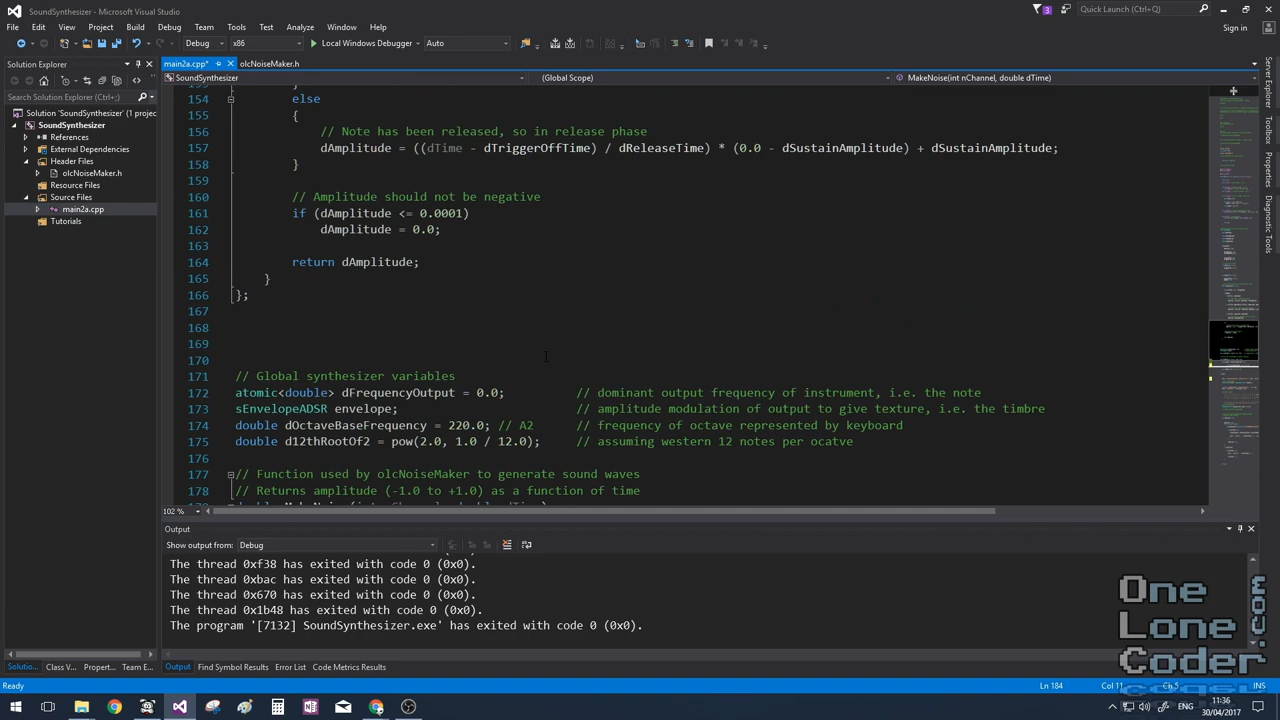 SoundSynthesizer - Microsoft Visual Studio
3
Quick Launch (Ctrl+Q)
File Edit View Project Build Debug Team Tools Test Analyze Window Help
Sign in
Debug x86 Local Windows Debugger Auto
Solution Explorer
main2a.cpp* olcNoiseMaker.h
SoundSynthesizer (Global Scope) MakeNoise(int nChannel, double dTime)
Search Solution Explorer (Ctrl+;)
Solution 'SoundSynthesizer' (1 projec
SoundSynthesizer
References
External Dependencies
Header Files
olcNoiseMaker.h
Resource Files
Source Files
main2a.cpp
Tutorials
153 }
154 else
155 {
156 // Note has been released, so in release phase
157 dAmplitude = ((dTime - dTriggerOffTime) / dReleaseTime) * (0.0 - dSustainAmplitude) + dSustainAmplitude;
158 }
159
160 // Amplitude should not be negative
161 if (dAmplitude <= 0.0001)
162 dAmplitude = 0.0;
163
164 return dAmplitude;
165 }
166 };
167
168
169
170
171 // Global synthesizer variables
172 atomic<double> dFrequencyOutput = 0.0; // dominant output frequency of instrument, i.e. the note
173 sEnvelopeADSR envelope; // amplitude modulation of output to give texture, i.e. the timbre
174 double dOctaveBaseFrequency = 110.0; // frequency of octave represented by keyboard
175 double d12thRootOf2 = pow(2.0, 1.0 / 12.0); // assuming western 12 notes per ocatve
176
177 // Function used by olcNoiseMaker to generate sound waves
178 // Returns amplitude (-1.0 to +1.0) as a function of time
102 %
Server Explorer
Toolbox
Properties
Diagnostic Tools
Output
Show output from: Debug
The thread 0xf38 has exited with code 0 (0x0).
The thread 0xbac has exited with code 0 (0x0).
The thread 0x670 has exited with code 0 (0x0).
The thread 0x1b48 has exited with code 0 (0x0).
The program '[7132] SoundSynthesizer.exe' has exited with code 0 (0x0).
Solutio... Class V... Propert... Team E...
Output Find Symbol Results Error List Code Metrics Results
Ready Ln 184 Col 11 Ch 5 INS
One
Lone
Coder
.com
ENG
11:36
30/04/2017